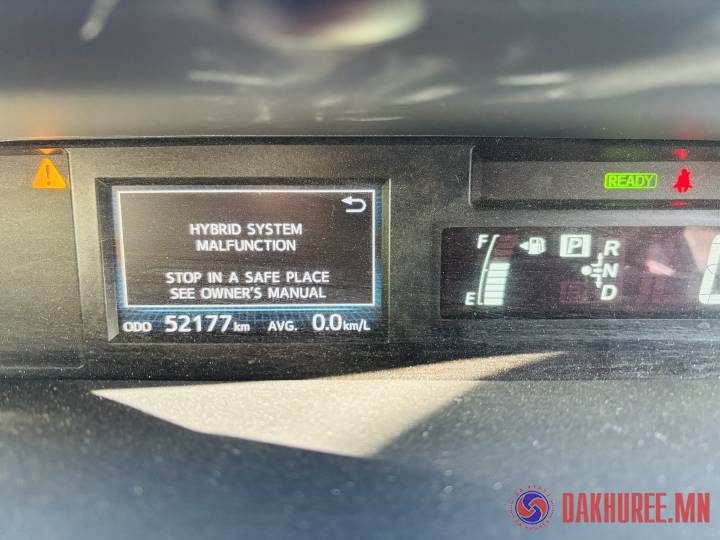 HYBRID SYSTEM
MALFUNCTION
STOP IN A SAFE PLACE
SEE OWNER'S MANUAL
ODO 52177 km AVG. 0.0 km/L
READY
F
E
P
R
N
D
DAKHUREE.MN